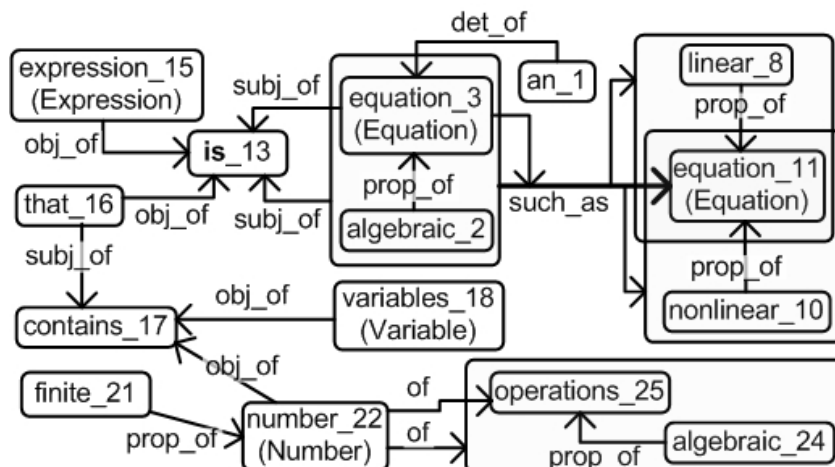 det_of
expression_15
(Expression)
an_1
linear_8
subj_of
equation_3
(Equation)
prop_of
obj_of
is_13
equation_11
(Equation)
prop_of
that_16
obj_of
subj_of
algebraic_2
such_as
subj_of
prop_of
obj_of
variables_18
(Variable)
nonlinear_10
contains_17
obj_of
finite_21
of
operations_25
number_22
(Number)
prop_of
of
algebraic_24
prop_of